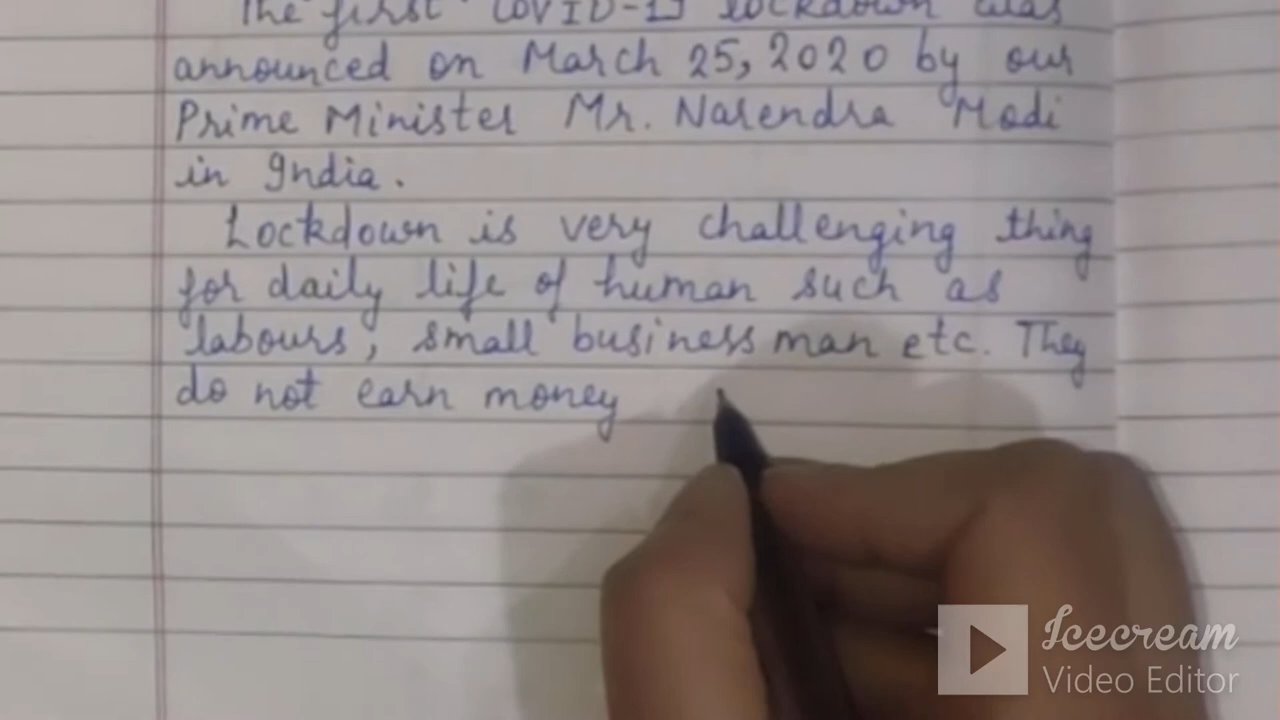 The first COVID-19 lockdown was
announced on March 25, 2020 by our
Prime Minister Mr. Narendra Modi
in India.
Lockdown is very challenging thing
for daily life of human such as
labours, small business man etc. They
do not earn money
Icecream
Video Editor